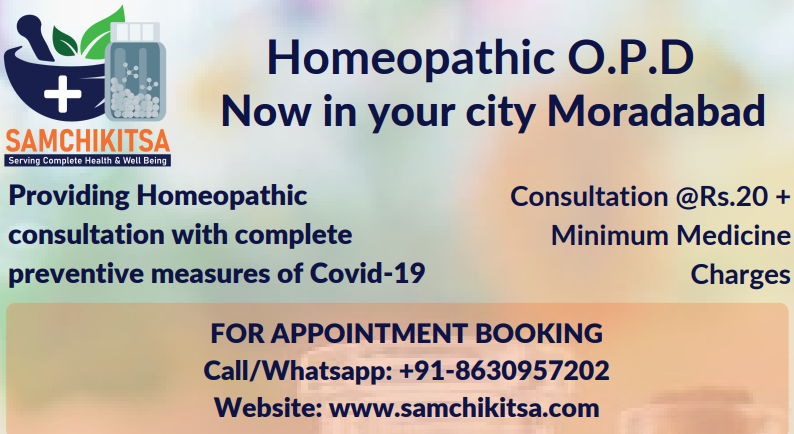 Homeopathic O.P.D
Now in your city Moradabad
SAMCHIKITSA
Serving Complete Health & Well Being
Providing Homeopathic
consultation with complete
preventive measures of Covid-19
Consultation @Rs.20 +
Minimum Medicine
Charges
FOR APPOINTMENT BOOKING
Call/Whatsapp: +91-8630957202
Website: www.samchikitsa.com